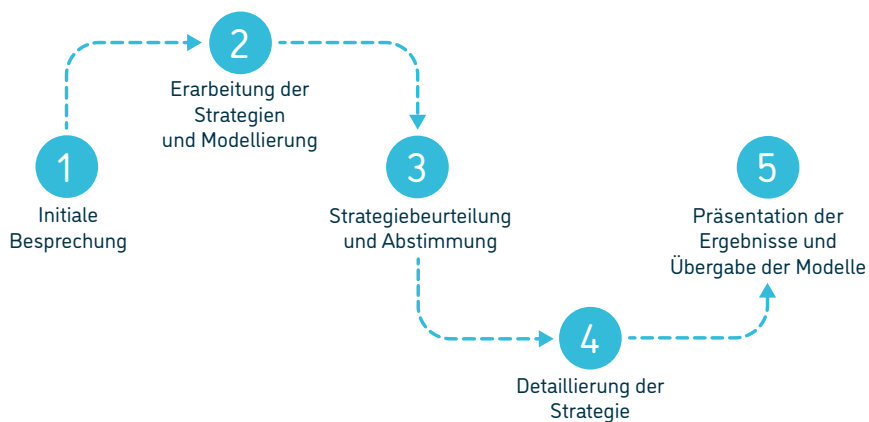 1
Initiale
Besprechung
2
Erarbeitung der
Strategien
und Modellierung
3
Strategiebeurteilung
und Abstimmung
4
Detaillierung der
Strategie
5
Präsentation der
Ergebnisse und
Übergabe der Modelle